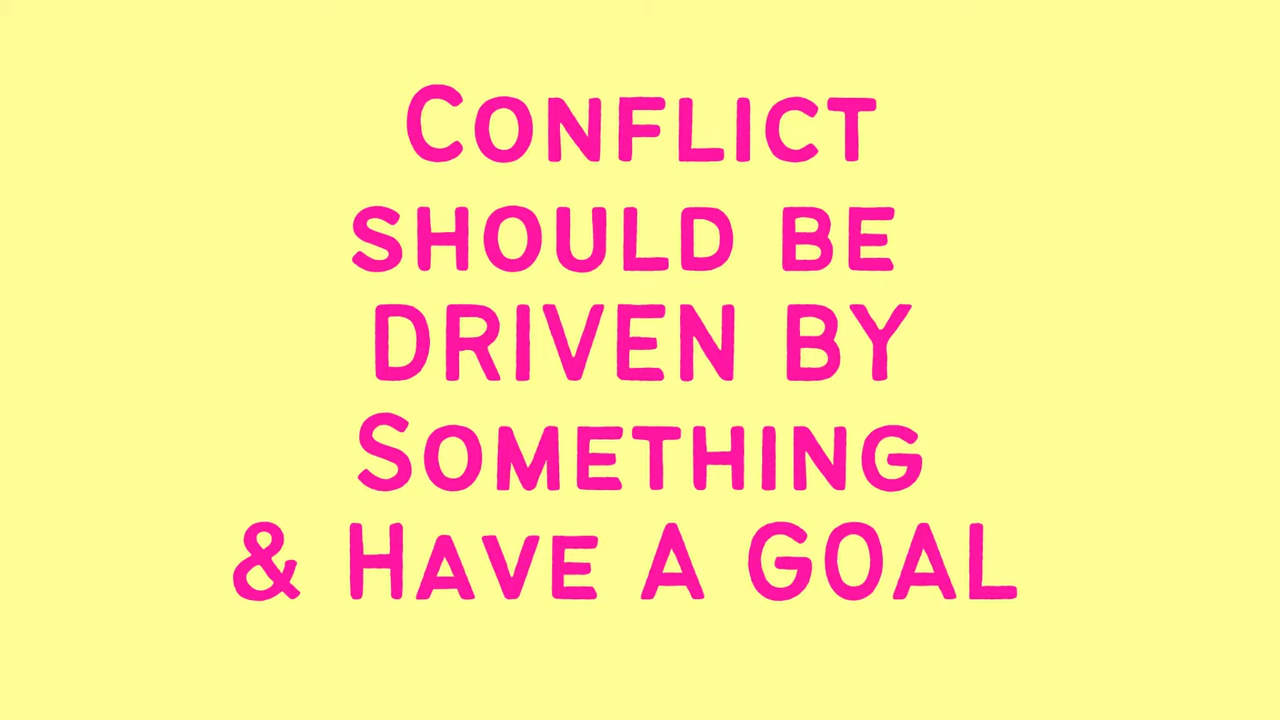 Conflict
should be
DRIVEN BY
Something
& Have A GOAL